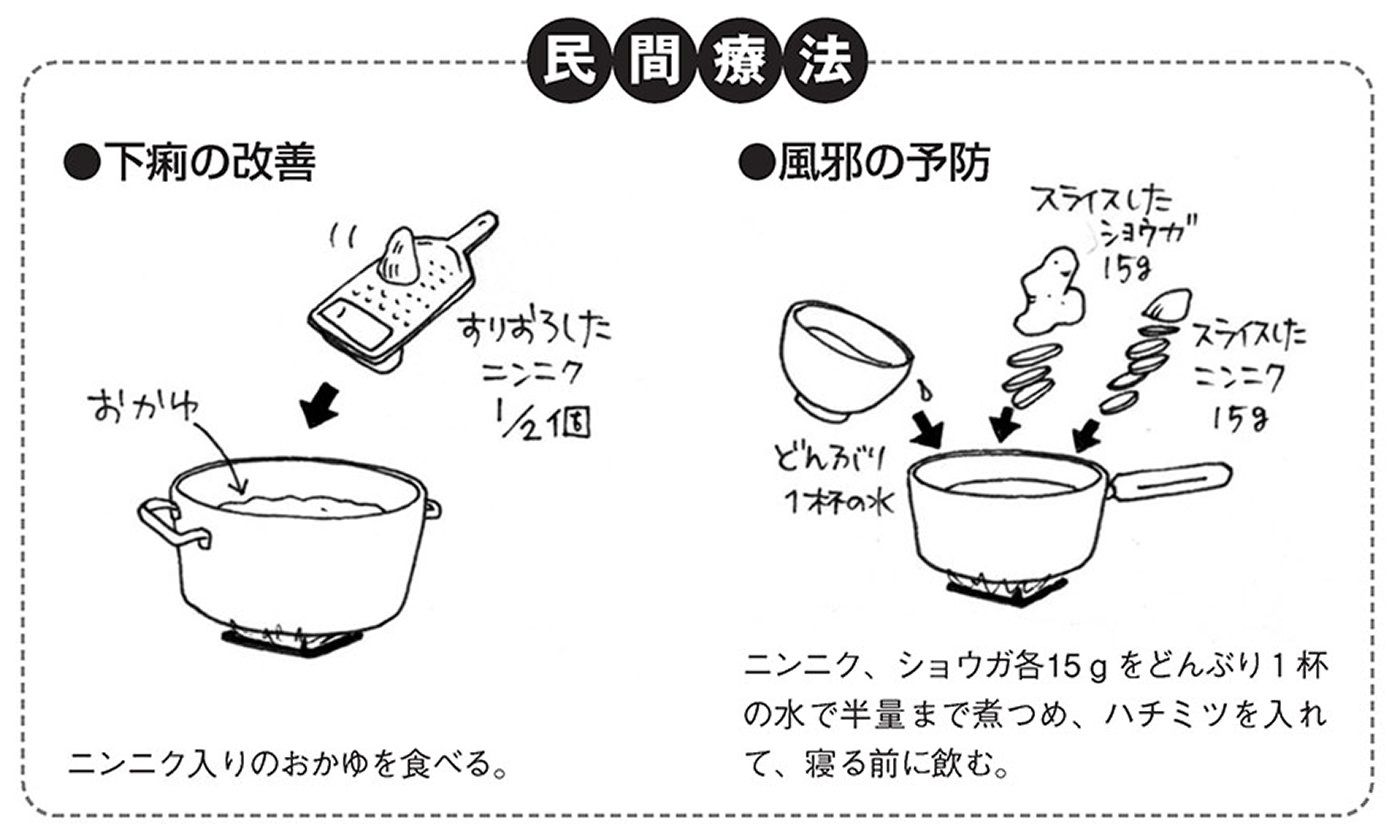 民間療法
●下痢の改善
すりおろした
ニンニク
1/2個
おかゆ
ニンニク入りのおかゆを食べる。
●風邪の予防
スライスした
ショウガ
15g
スライスした
ニンニク
15g
どんぶり
1杯の水
ニンニク、ショウガ各15gをどんぶり1杯
の水で半量まで煮つめ、ハチミツを入れ
て、寝る前に飲む。